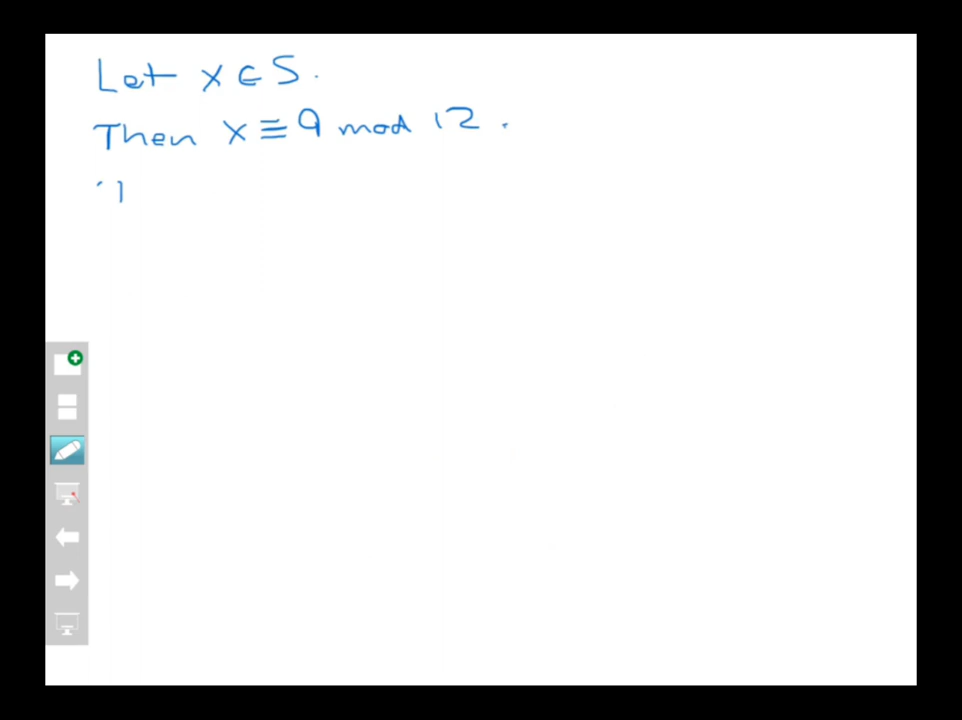 Let x ∈ S.
Then x ≡ 9 mod 12.